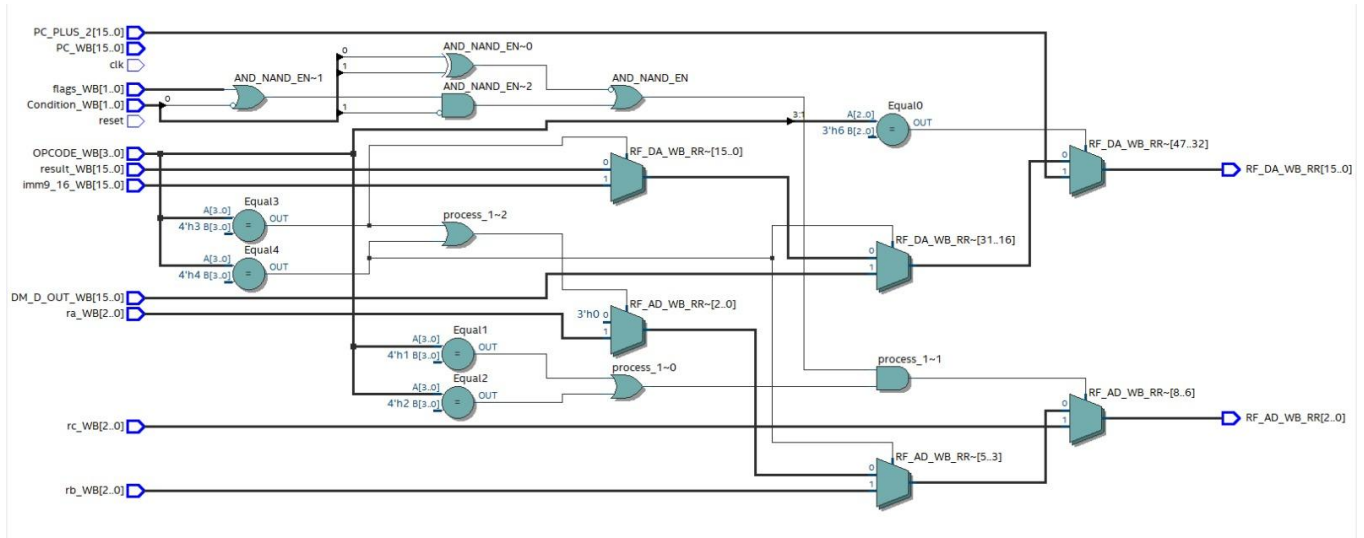 PC_PLUS_2[15..0]
PC_WB[15..0]
clk
flags_WB[1..0]
Condition_WB[1..0]
reset
OPCODE_WB[3..0]
result_WB[15..0]
imm9_16_WB[15..0]
DM_D_OUT_WB[15..0]
ra_WB[2..0]
rc_WB[2..0]
rb_WB[2..0]
0
AND_NAND_EN~1
0
1
AND_NAND_EN~0
1
AND_NAND_EN~2
AND_NAND_EN
3:1
Equal0
A[2..0]
3'h6 B[2..0]
=
OUT
RF_DA_WB_RR~[15..0]
0
1
Equal3
A[3..0]
4'h3 B[3..0]
=
OUT
Equal4
A[3..0]
4'h4 B[3..0]
=
OUT
process_1~2
RF_AD_WB_RR~[2..0]
3'h0 0
1
Equal1
A[3..0]
4'h1 B[3..0]
=
OUT
Equal2
A[3..0]
4'h2 B[3..0]
=
OUT
process_1~0
process_1~1
RF_DA_WB_RR~[31..16]
0
1
RF_DA_WB_RR~[47..32]
0
1
RF_AD_WB_RR~[5..3]
0
1
RF_AD_WB_RR~[8..6]
0
1
RF_DA_WB_RR[15..0]
RF_AD_WB_RR[2..0]